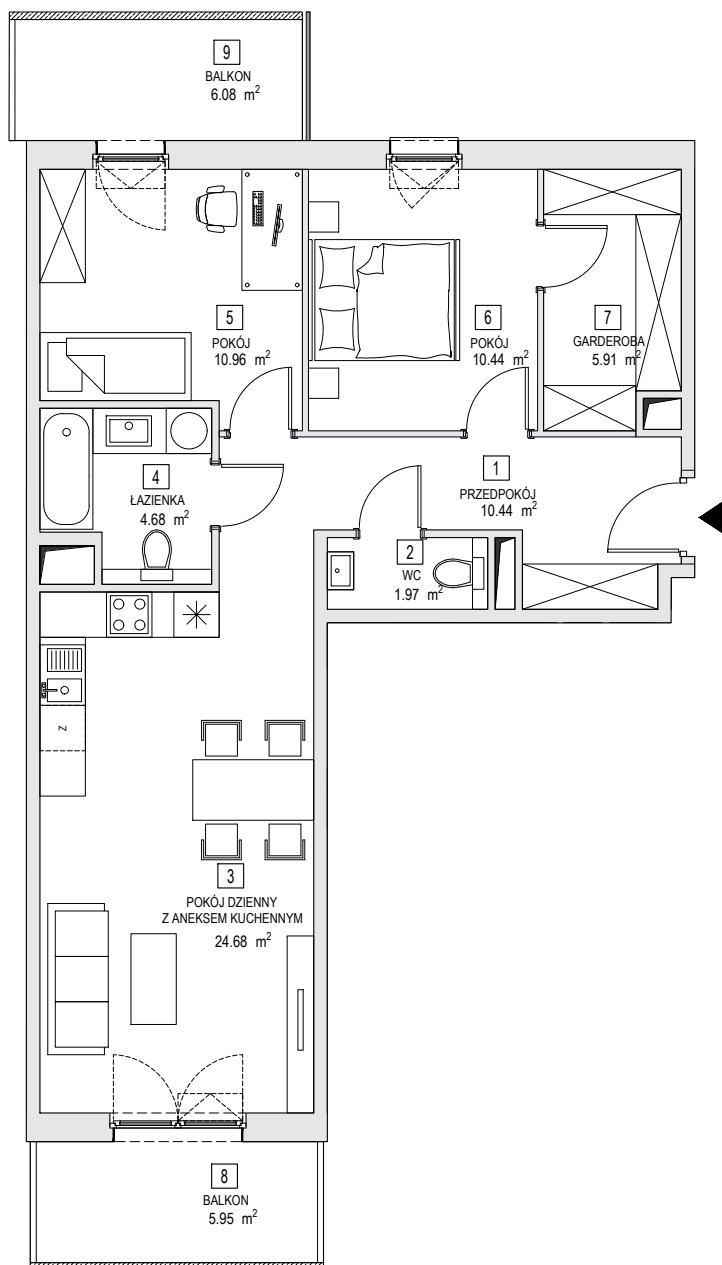 9
BALKON
6.08 m²
5
POKÓJ
10.96 m²
6
POKÓJ
10.44 m²
7
GARDEROBA
5.91 m²
4
ŁAZIENKA
4.68 m²
1
PRZEDPOKÓJ
10.44 m²
2
WC
1.97 m²
Z
3
POKÓJ DZIENNY
Z ANEKSEM KUCHENNYM
24.68 m²
8
BALKON
5.95 m²